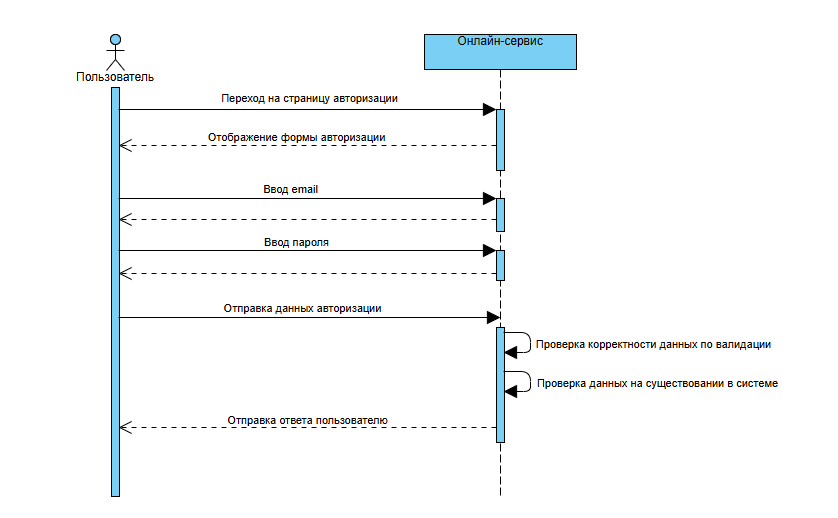 Онлайн-сервис
Пользователь
Переход на страницу авторизации
Отображение формы авторизации
Ввод email
Ввод пароля
Отправка данных авторизации
Проверка корректности данных по валидации
Проверка данных на существовании в системе
Отправка ответа пользователю